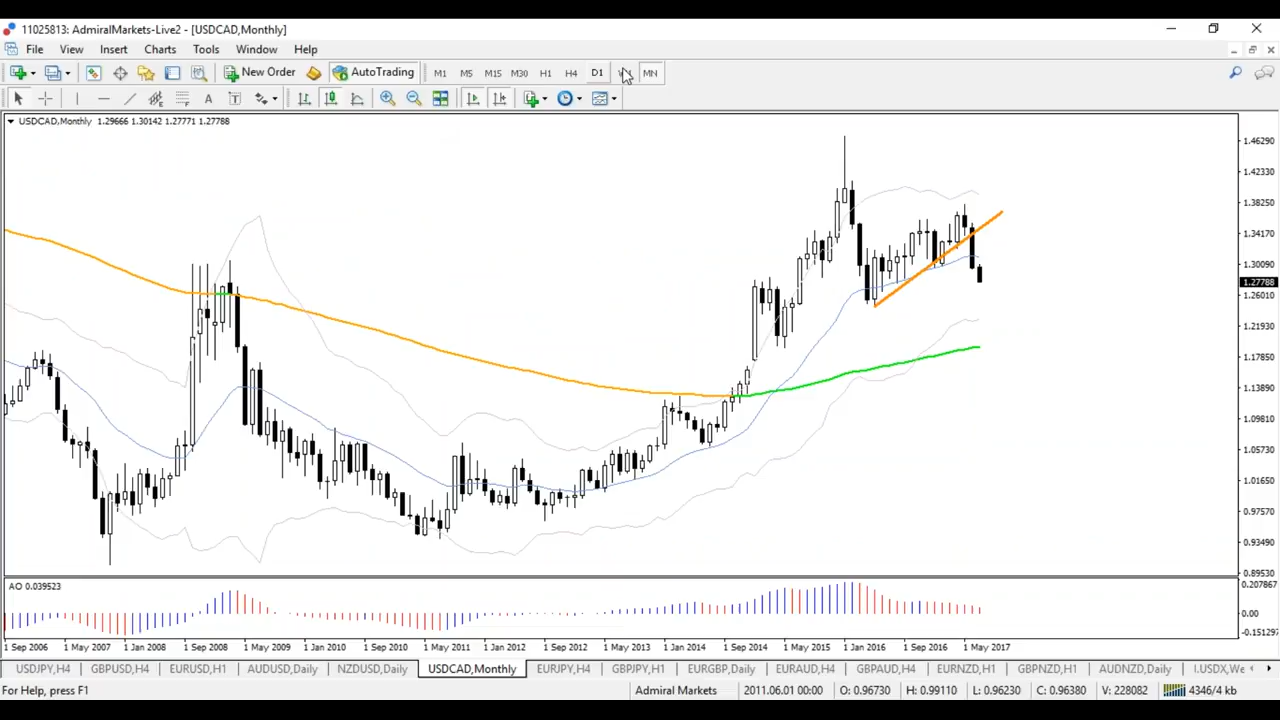 11025813: AdmiralMarkets-Live2 - [USDCAD,Monthly]
File View Insert Charts Tools Window Help
New Order AutoTrading M1 M5 M15 M30 H1 H4 D1 MN
A T
USDCAD,Monthly 1.29666 1.30142 1.27771 1.27788
1.46290
1.42330
1.38250
1.34170
1.30090
1.27788
1.26010
1.21930
1.17850
1.13890
1.09810
1.05730
1.01650
0.97570
0.93490
0.89530
AO 0.039523
0.207867
0.00
-0.151297
1 Sep 2006 1 May 2007 1 Jan 2008 1 Sep 2008 1 May 2009 1 Jan 2010 1 Sep 2010 1 May 2011 1 Jan 2012 1 Sep 2012 1 May 2013 1 Jan 2014 1 Sep 2014 1 May 2015 1 Jan 2016 1 Sep 2016 1 May 2017
USDJPY,H4 GBPUSD,H4 EURUSD,H1 AUDUSD,Daily NZDUSD,Daily USDCAD,Monthly EURJPY,H4 GBPJPY,H1 EURGBP,Daily EURAUD,H4 GBPAUD,H4 EURNZD,H1 GBPNZD,H1 AUDNZD,Daily I.USDX,We
For Help, press F1 Admiral Markets 2011.06.01 00:00 O: 0.96730 H: 0.99110 L: 0.96230 C: 0.96380 V: 228082 4346/4 kb